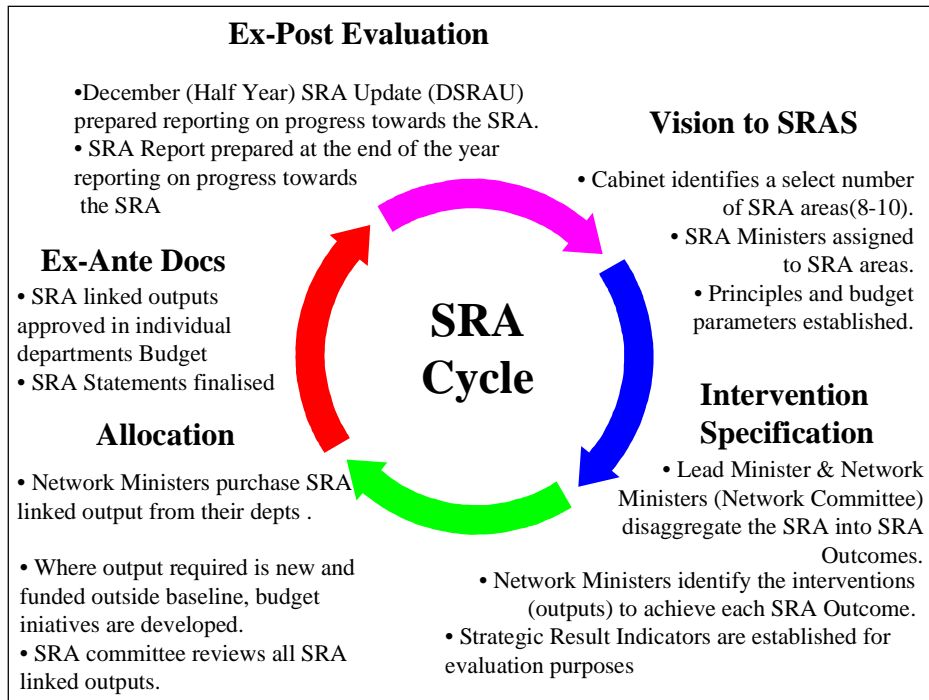 Ex-Post Evaluation
•December (Half Year) SRA Update (DSRAU)
prepared reporting on progress towards the SRA.
• SRA Report prepared at the end of the year
reporting on progress towards
the SRA
Vision to SRAS
• Cabinet identifies a select number
of SRA areas(8-10).
• SRA Ministers assigned
to SRA areas.
• Principles and budget
parameters established.
Intervention
Specification
• Lead Minister & Network
Ministers (Network Committee)
disaggregate the SRA into SRA
Outcomes.
• Network Ministers identify the interventions
(outputs) to achieve each SRA Outcome.
• Strategic Result Indicators are established for
evaluation purposes
Allocation
• Network Ministers purchase SRA
linked output from their depts .
• Where output required is new and
funded outside baseline, budget
iniatives are developed.
• SRA committee reviews all SRA
linked outputs.
Ex-Ante Docs
• SRA linked outputs
approved in individual
departments Budget
• SRA Statements finalised
SRA
Cycle